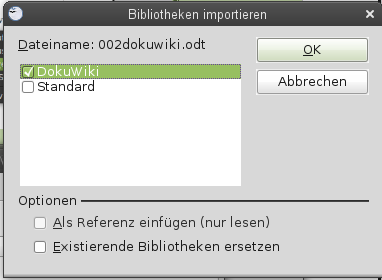 Bibliotheken importieren
Dateiname: 002dokuwiki.odt
OK
DokuWiki
Abbrechen
Standard
Optionen
Als Referenz einfügen (nur lesen)
Existierende Bibliotheken ersetzen